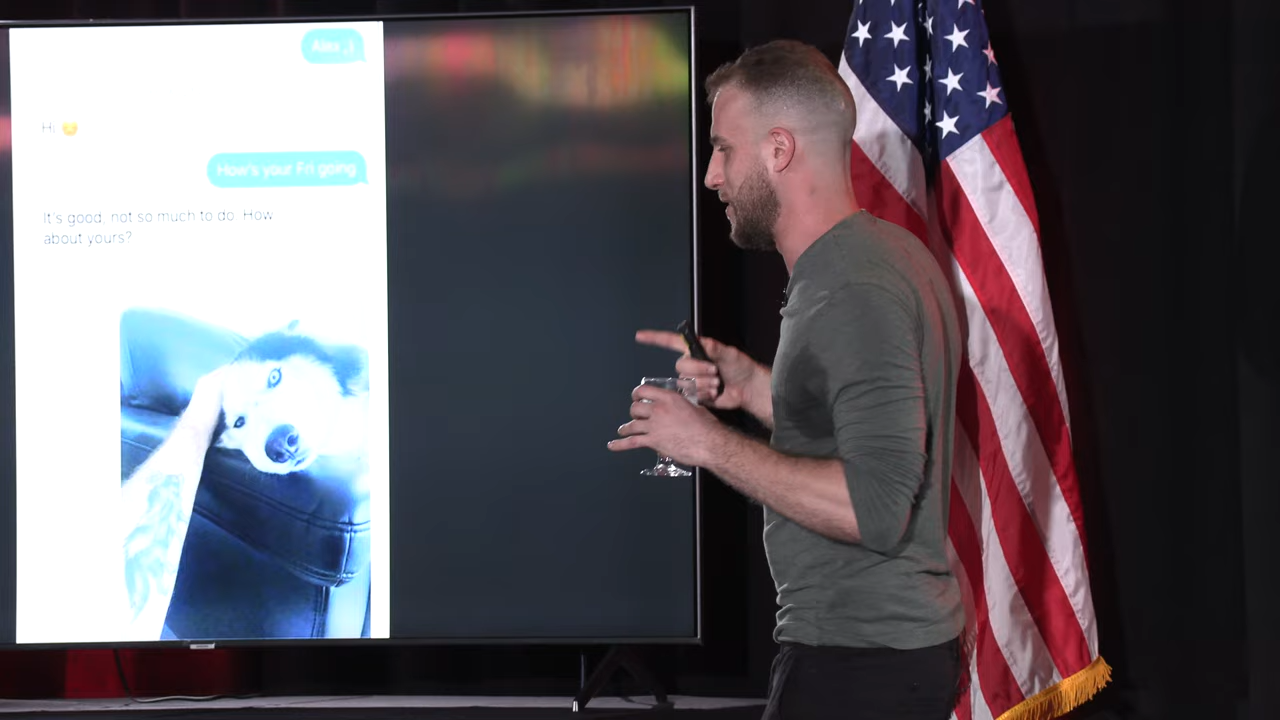 Alex ;)
Hi
How's your Fri going
It's good, not so much to do. How
about yours?